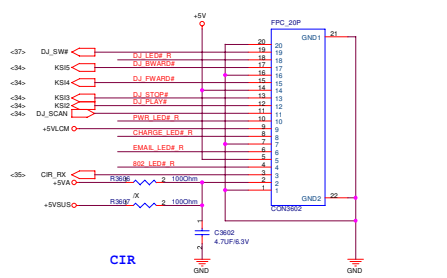 +5V
FPC_20P
GND1
21
20
20
<37> DJ_SW# 19
19
DJ_LED#_R 18
18
<34> KSI5 DJ_BWARD# 17
17
16
16
<34> KSI4 DJ_FWARD# 15
15
14
14
<34> KSI3 DJ_STOP# 13
13
<34> KSI2 DJ_PLAY# 12
12
<34> DJ_SCAN 11
11
PWR_LED#_R 10
10
+5VLCM 9
9
CHARGE_LED#_R 8
8
7
7
EMAIL_LED#_R 6
6
5
5
802_LED#_R 4
4
<35> CIR_RX 3
3
+5VA R3606 100Ohm 2
2
1
1
GND2
22
/X
+5VSUS R3607 100Ohm
CON3602
1
C3602
4.7UF/6.3V
2
CIR
GND
GND